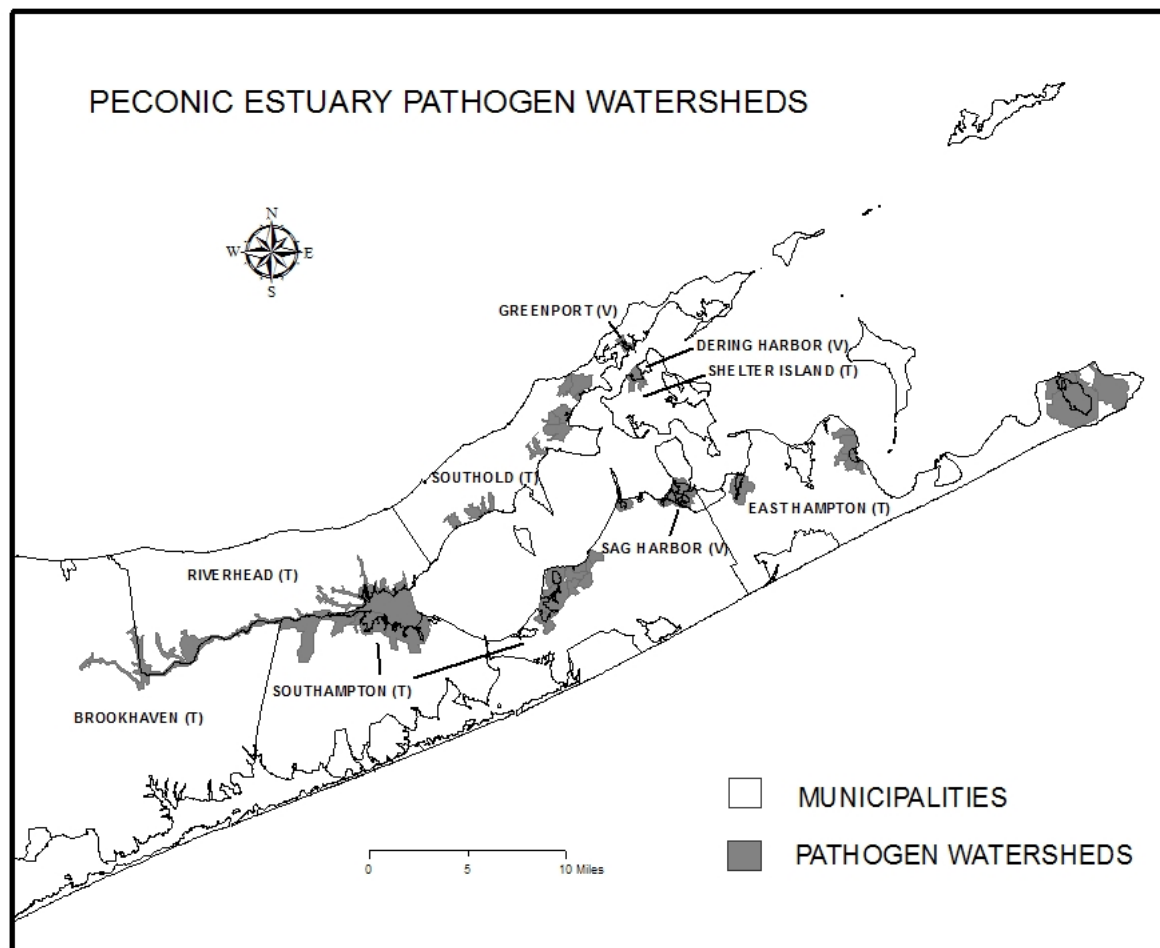 PECONIC ESTUARY PATHOGEN WATERSHEDS
N
W E
S
GREENPORT (V)
DERING HARBOR (V)
SHELTER ISLAND (T)
SOUTHOLD (T)
EAST HAMPTON (T)
SAG HARBOR (V)
RIVERHEAD (T)
SOUTHAMPTON (T)
BROOKHAVEN (T)
MUNICIPALITIES
PATHOGEN WATERSHEDS
0 5 10 Miles